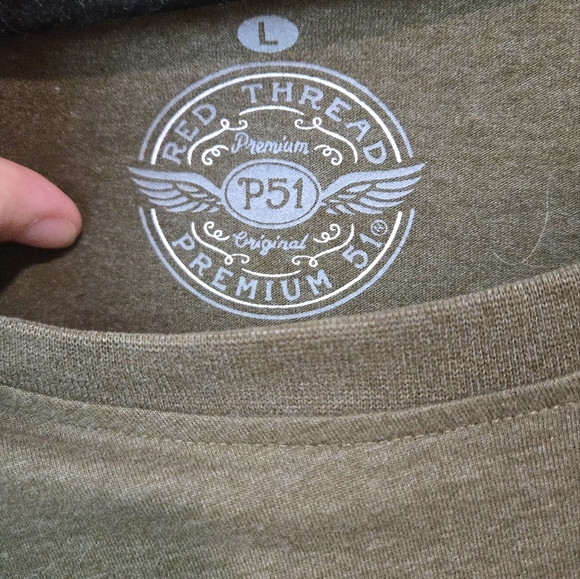 L
RED THREAD
Premium
P51
Original
PREMIUM 51®